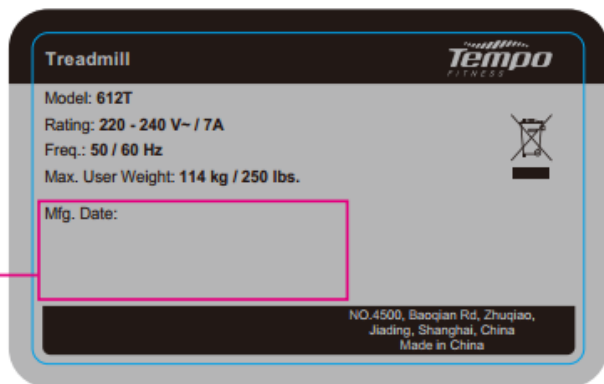 Treadmill
Tempo
FITNESS
Model: 612T
Rating: 220 - 240 V~ / 7A
Freq.: 50 / 60 Hz
Max. User Weight: 114 kg / 250 lbs.
Mfg. Date:
NO.4500, Baoqian Rd, Zhuqiao,
Jiading, Shanghai, China
Made in China